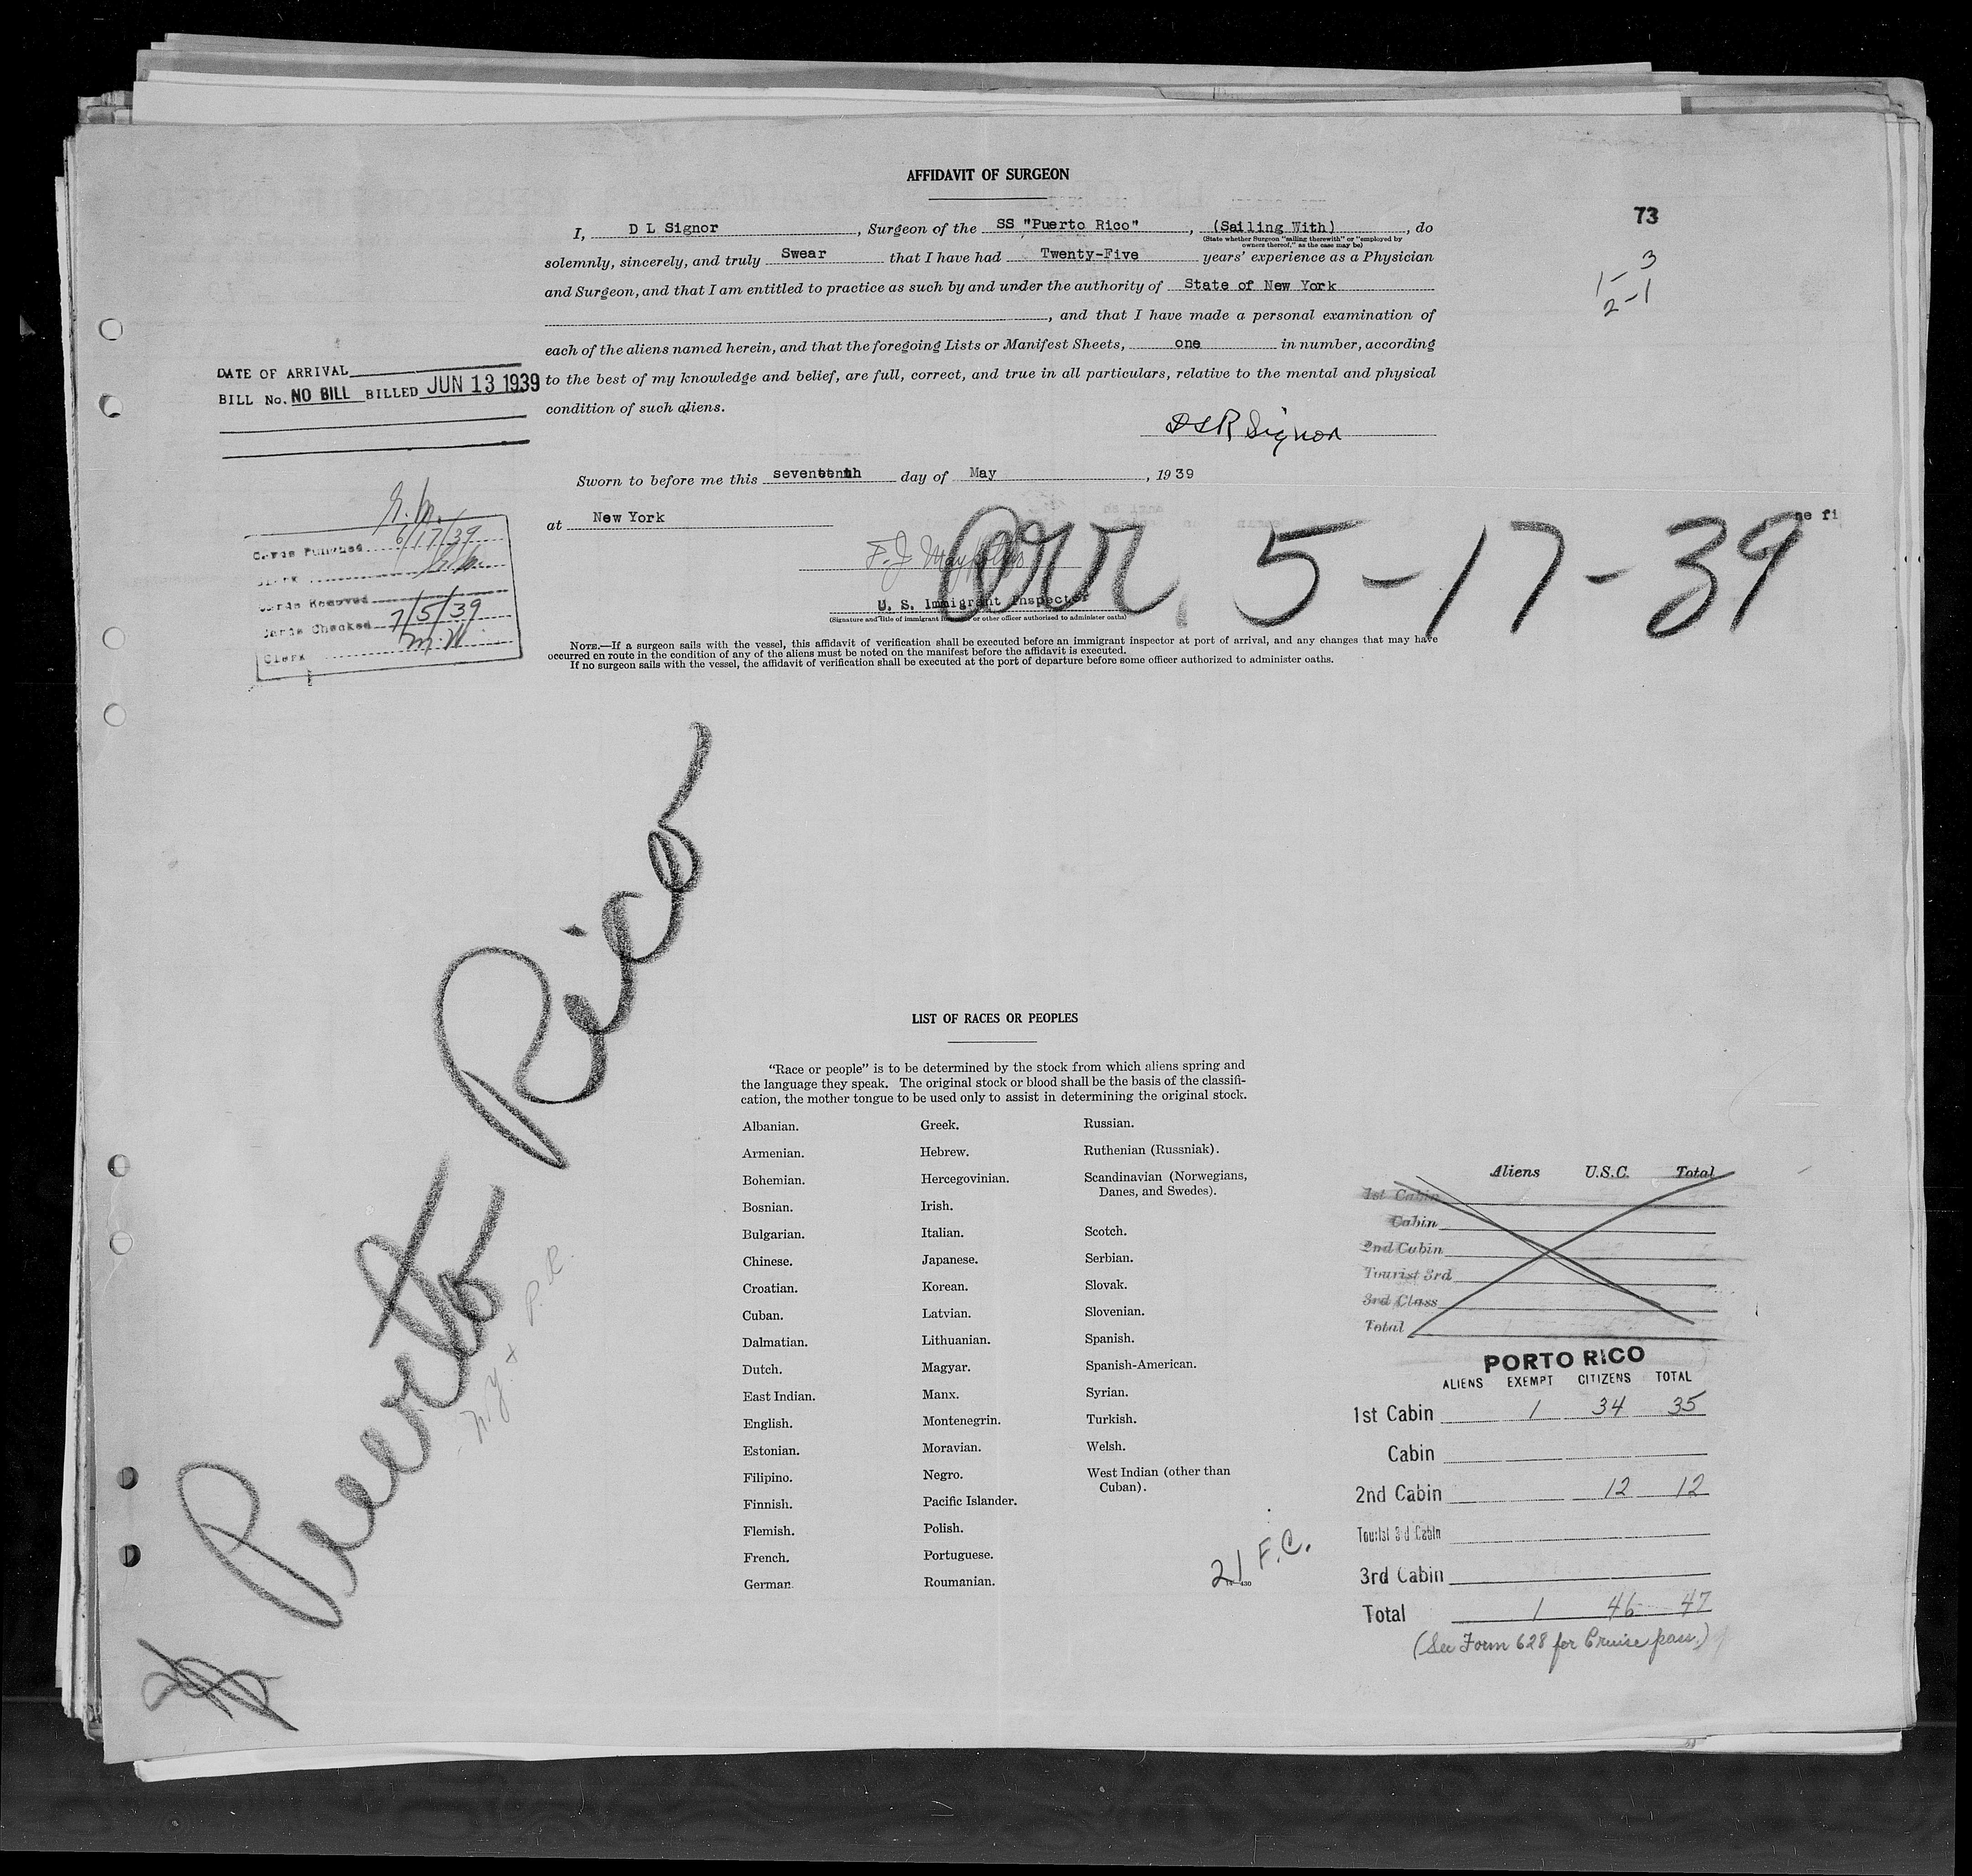 AFFIDAVIT OF SURGEON
73
I, D L Signor, Surgeon of the SS "Puerto Rico", (Sailing With), do
(State whether Surgeon "sailing therewith" or "employed by
owners thereof," as the case may be)
solemnly, sincerely, and truly Swear that I have had Twenty-Five years' experience as a Physician
and Surgeon, and that I am entitled to practice as such by and under the authority of State of New York
, and that I have made a personal examination of
each of the aliens named herein, and that the foregoing Lists or Manifest Sheets, one in number, according
to the best of my knowledge and belief, are full, correct, and true in all particulars, relative to the mental and physical
condition of such aliens.
1-3
2-1
DATE OF ARRIVAL
BILL No. NO BILL BILLED JUN 13 1939
Signor
Sworn to before me this seventeenth day of May, 1939
at New York
Arr. 5-17-39
ne fi
F. J.
U. S. Immigrant Inspector
(Signature and title of immigrant inspector or other officer authorized to administer oaths)
Cards Punched 6/17/39
Clerk
Cards Removed
Cards Checked 7/5/39
Clerk M.W.
NOTE.—If a surgeon sails with the vessel, this affidavit of verification shall be executed before an immigrant inspector at port of arrival, and any changes that may have
occurred en route in the condition of any of the aliens must be noted on the manifest before the affidavit is executed.
If no surgeon sails with the vessel, the affidavit of verification shall be executed at the port of departure before some officer authorized to administer oaths.
Puerto Rico
N.Y. + P.R.
LIST OF RACES OR PEOPLES
"Race or people" is to be determined by the stock from which aliens spring and
the language they speak. The original stock or blood shall be the basis of the classifi-
cation, the mother tongue to be used only to assist in determining the original stock.
Albanian.
Armenian.
Bohemian.
Bosnian.
Bulgarian.
Chinese.
Croatian.
Cuban.
Dalmatian.
Dutch.
East Indian.
English.
Estonian.
Filipino.
Finnish.
Flemish.
French.
German.
Greek.
Hebrew.
Hercegovinian.
Irish.
Italian.
Japanese.
Korean.
Latvian.
Lithuanian.
Magyar.
Manx.
Montenegrin.
Moravian.
Negro.
Pacific Islander.
Polish.
Portuguese.
Roumanian.
Russian.
Ruthenian (Russniak).
Scandinavian (Norwegians,
Danes, and Swedes).
Scotch.
Serbian.
Slovak.
Slovenian.
Spanish.
Spanish-American.
Syrian.
Turkish.
Welsh.
West Indian (other than
Cuban).
21 F.C.
Aliens U.S.C. Total
1st Cabin
Cabin
2nd Cabin
Tourist 3rd
3rd Class
Total
PORTO RICO
ALIENS EXEMPT CITIZENS TOTAL
1st Cabin 1 34 35
Cabin
2nd Cabin 12 12
Tourist 3rd Cabin
3rd Cabin
Total 1 46 47
(See Form 628 for Cruise pass.)